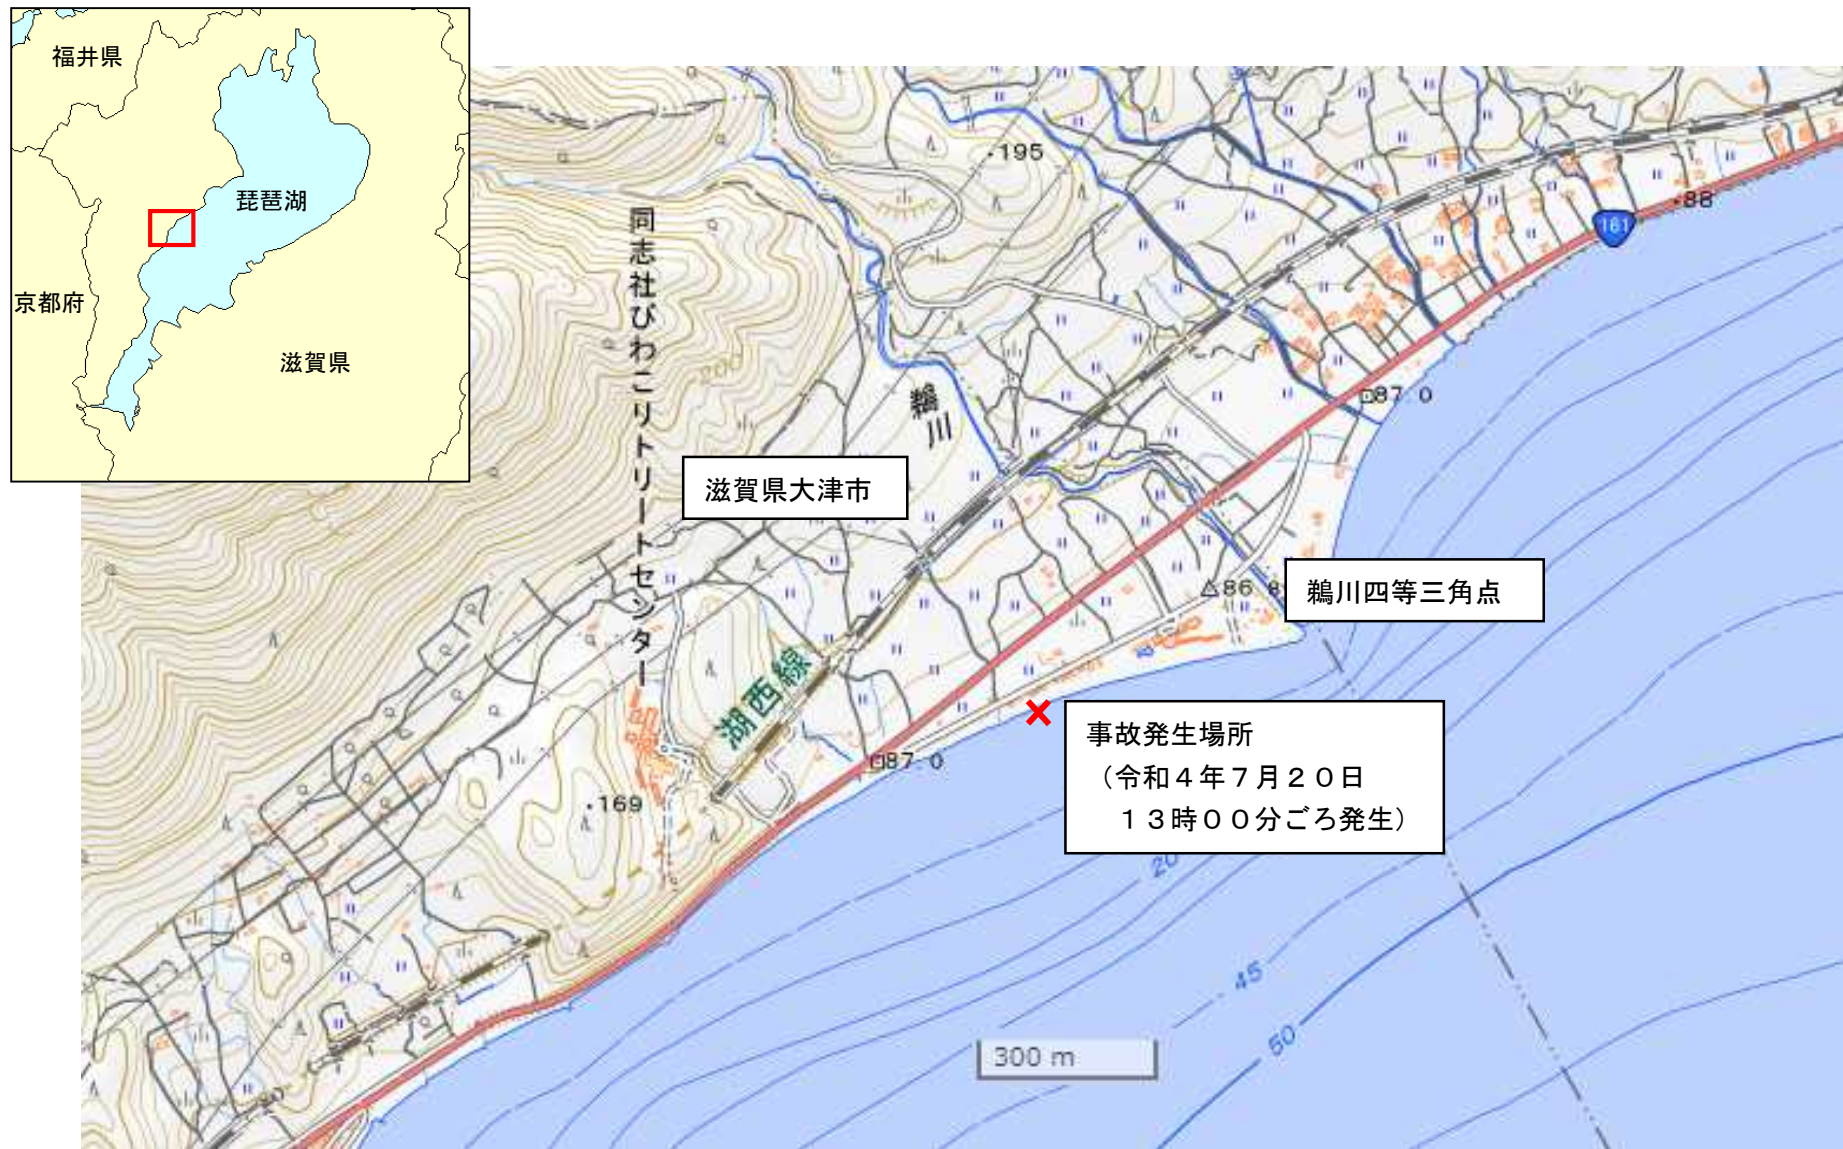 福井県
琵琶湖
京都府
滋賀県
195
88
161
同志社びわこリトリートセンター
200
鵜川
87.0
滋賀県大津市
86.8
鵜川四等三角点
湖西線
87.0
169
事故発生場所
（令和４年７月２０日
１３時００分ごろ発生）
20
45
50
300 m